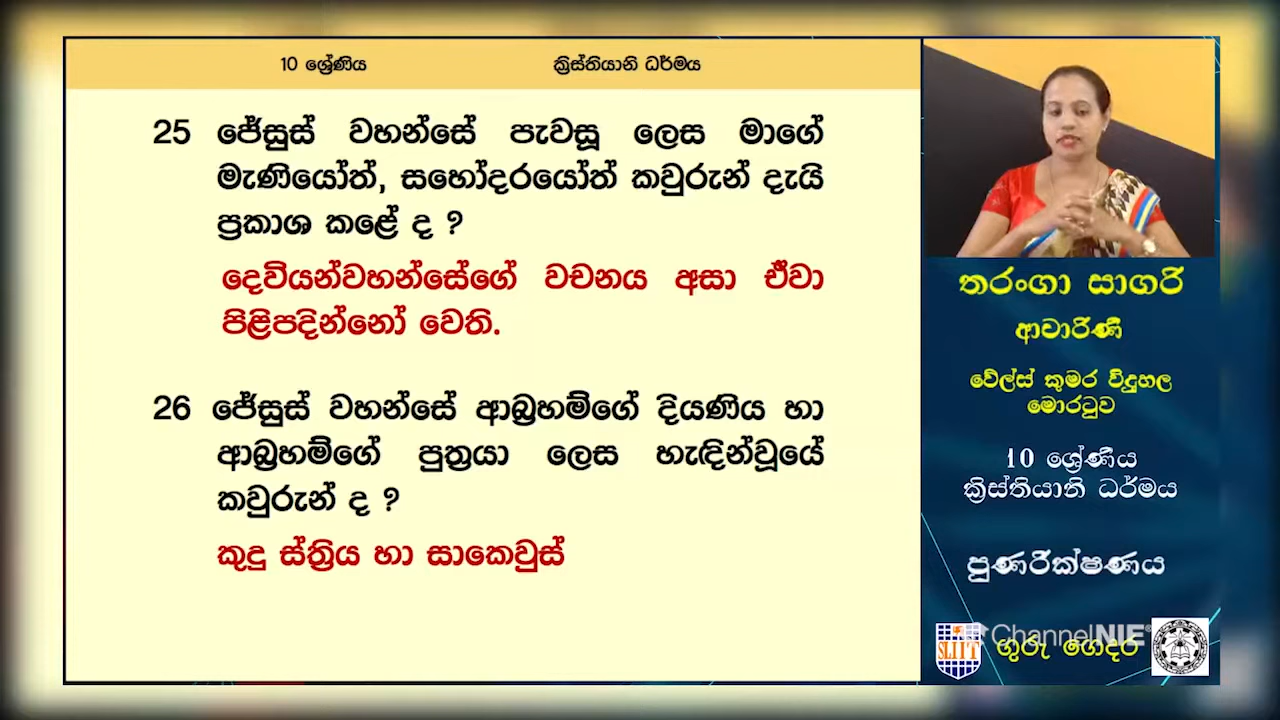 10 ශ්‍රේණිය ක්‍රිස්තියානි ධර්මය
25 ජේසුස් වහන්සේ පැවසූ ලෙස මාගේ
මැණියෝත්, සහෝදරයෝත් කවුරුන් දැයි
ප්‍රකාශ කළේ ද ?
දෙවියන්වහන්සේගේ වචනය අසා ඒවා
පිළිපදින්නෝ වෙති.
26 ජේසුස් වහන්සේ ආබ්‍රහම්ගේ දියණිය හා
ආබ්‍රහම්ගේ පුත්‍රයා ලෙස හැඳින්වූයේ
කවුරුන් ද ?
කුදු ස්ත්‍රිය හා සාකෙවුස්
තරංගා සාගරි
ආචාරිණී
වේල්ස් කුමර විදුහල
මොරටුව
10 ශ්‍රේණිය
ක්‍රිස්තියානි ධර්මය
පුණරීක්ෂණය
ChannelNIE
SLIIT
ගුරු ගෙදර